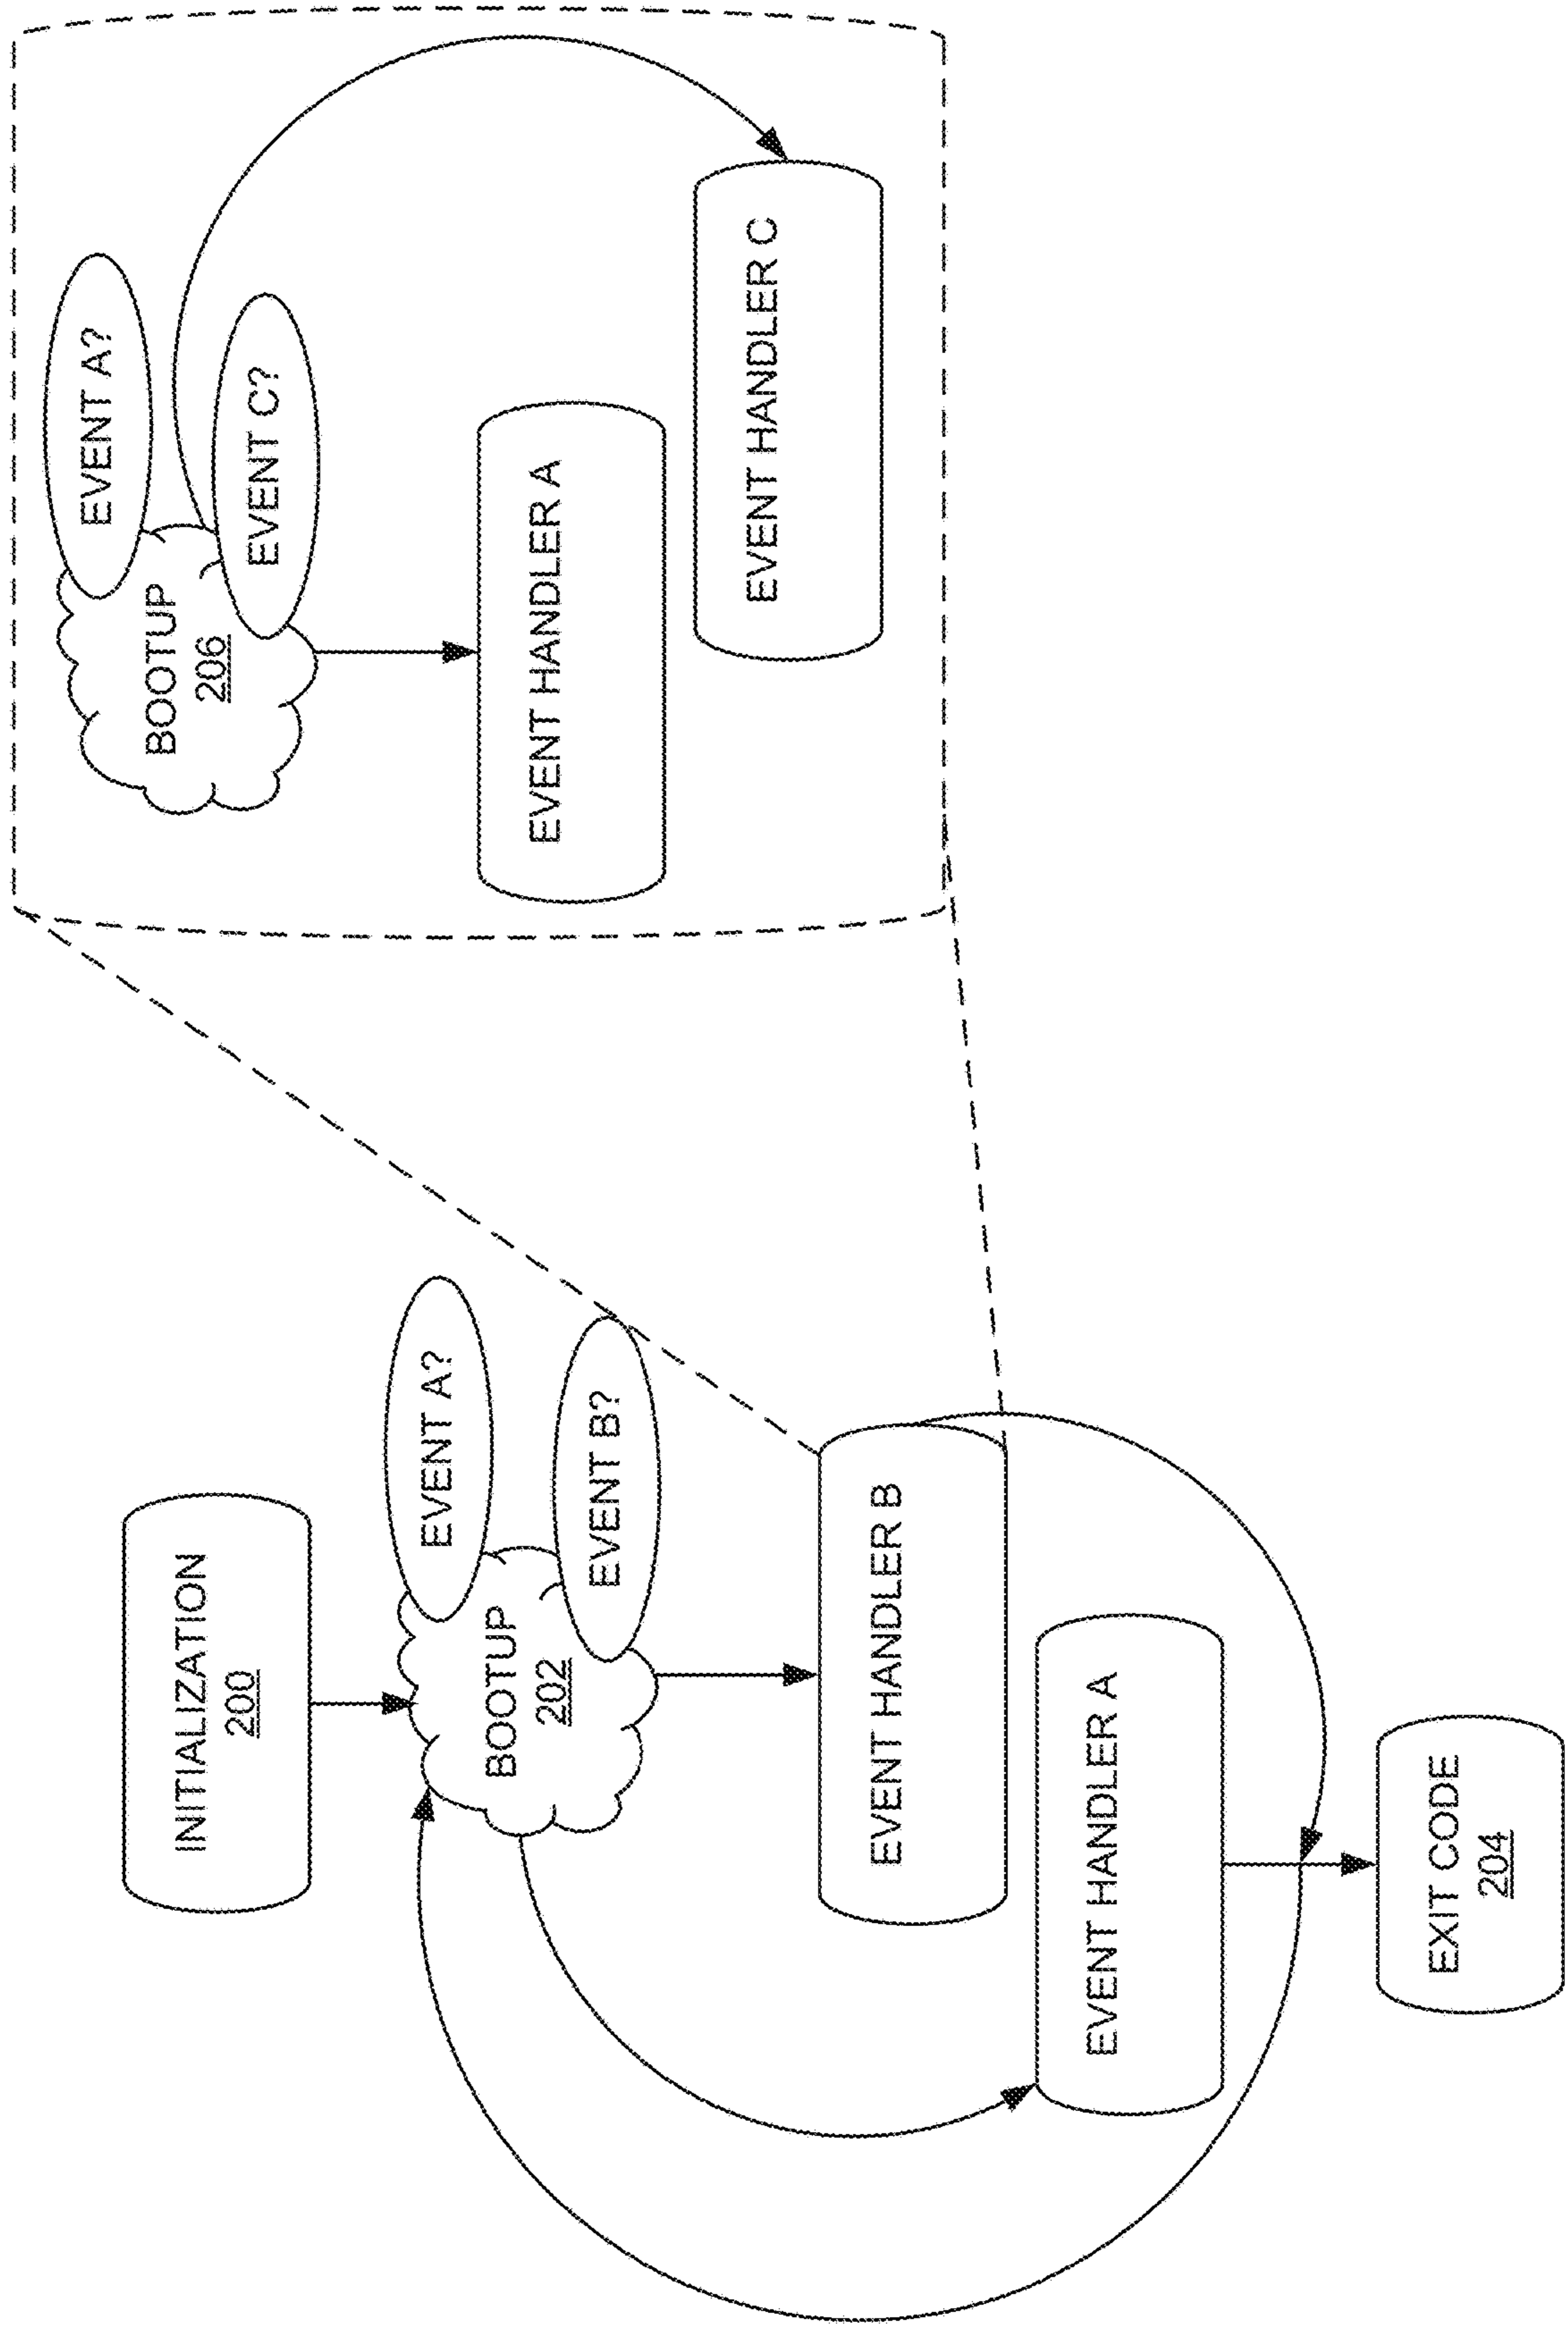 INITIALIZATION
200
EVENT A?
BOOTUP
202
EVENT B?
EVENT HANDLER B
EVENT HANDLER A
EXIT CODE
204
EVENT A?
BOOTUP
206
EVENT C?
EVENT HANDLER A
EVENT HANDLER C